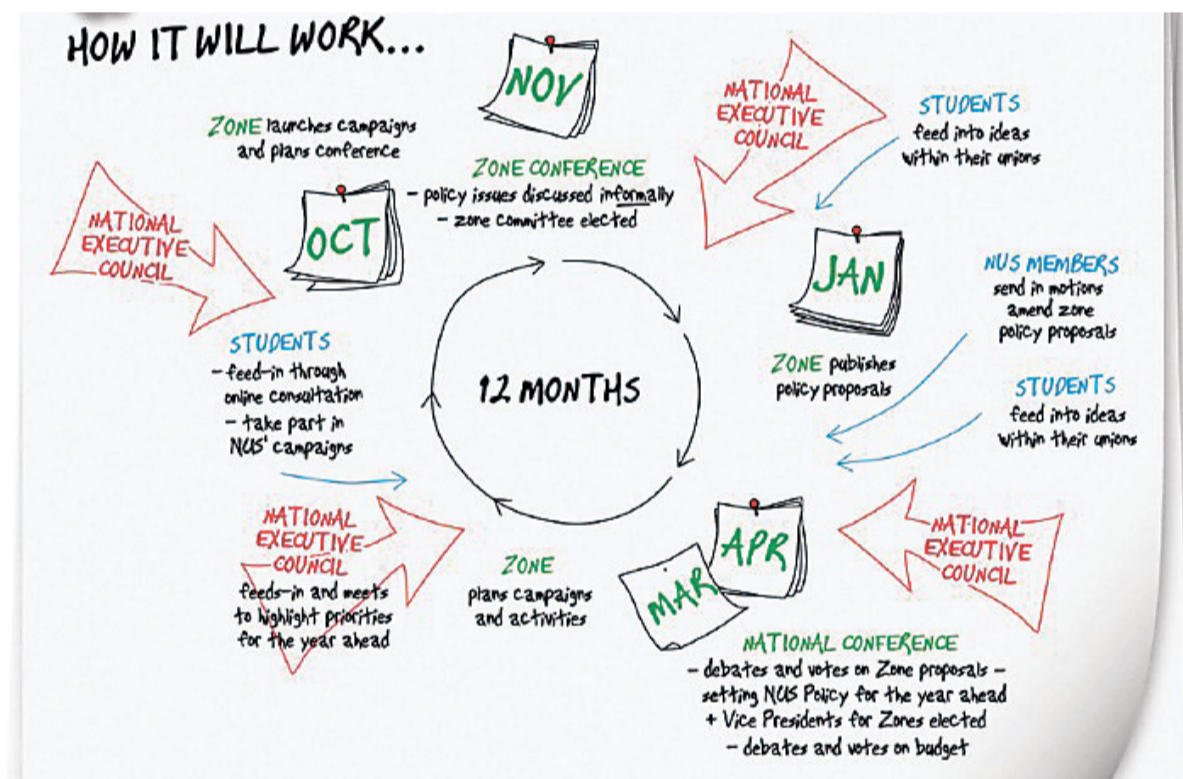 HOW IT WILL WORK...
NOV
ZONE launches campaigns
and plans conference
OCT
ZONE CONFERENCE
- policy issues discussed informally
- zone committee elected
NATIONAL
EXECUTIVE
COUNCIL
STUDENTS
feed into ideas
within their unions
JAN
ZONE publishes
policy proposals
NUS MEMBERS
send in motions
amend zone
policy proposals
STUDENTS
feed into ideas
within their unions
NATIONAL
EXECUTIVE
COUNCIL
STUDENTS
- feed-in through
online consultation
- take part in
NUS' campaigns
12 MONTHS
NATIONAL
EXECUTIVE
COUNCIL
feeds-in and meets
to highlight priorities
for the year ahead
ZONE
plans campaigns
and activities
MAR
APR
NATIONAL
EXECUTIVE
COUNCIL
NATIONAL CONFERENCE
- debates and votes on Zone proposals -
setting NUS Policy for the year ahead
+ Vice Presidents for Zones elected
- debates and votes on budget